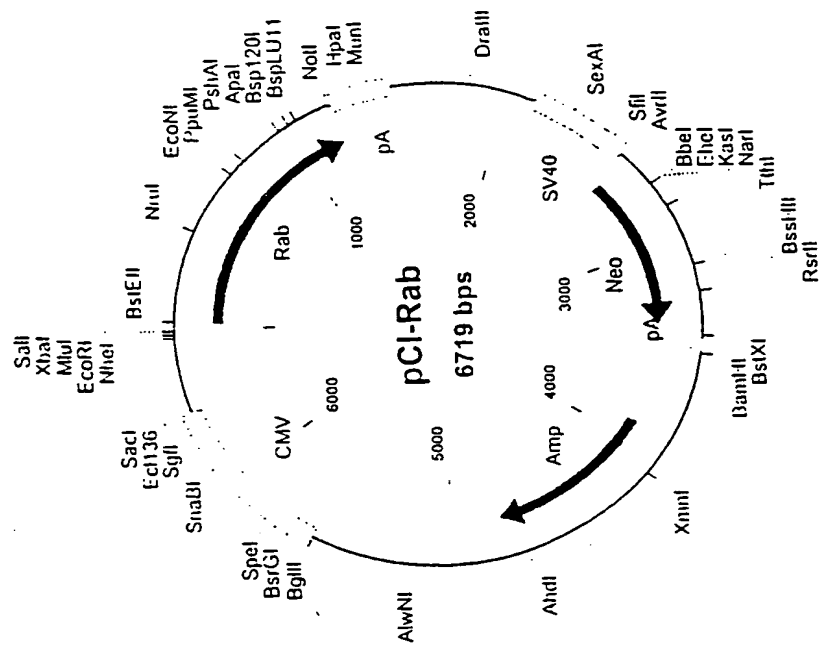 pCI-Rab
6719 bps
SalI
XbaI
MluI
EcoRI
NheI
BstEII
NruI
EcoNI
PpuMI
PshAI
ApaI
Bsp120I
BspLU11
NotI
HpaI
MunI
DraIII
SexAI
SfiI
AvrII
BbeI
EheI
KasI
NarI
TthI
BssHII
RsrII
BamHI
BstXI
XmnI
AhdI
AlwNI
BglII
BsrGI
SpeI
SnaBI
SgfI
Ecl136
SacI
Rab
pA
SV40
Neo
pA
Amp
CMV
1000
2000
3000
4000
5000
6000